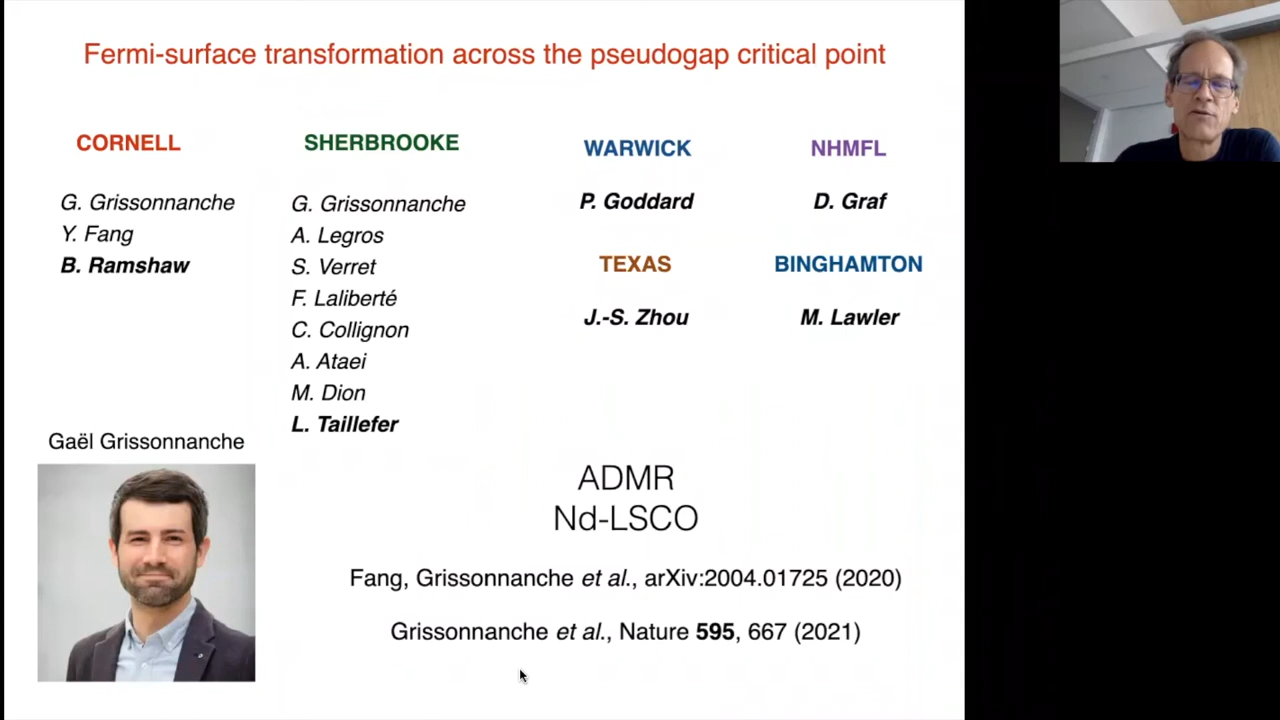 Fermi-surface transformation across the pseudogap critical point
CORNELL
G. Grissonnanche
Y. Fang
B. Ramshaw
SHERBROOKE
G. Grissonnanche
A. Legros
S. Verret
F. Laliberté
C. Collignon
A. Ataei
M. Dion
L. Taillefer
WARWICK
P. Goddard
NHMFL
D. Graf
TEXAS
J.-S. Zhou
BINGHAMTON
M. Lawler
Gaël Grissonnanche
ADMR
Nd-LSCO
Fang, Grissonnanche et al., arXiv:2004.01725 (2020)
Grissonnanche et al., Nature 595, 667 (2021)